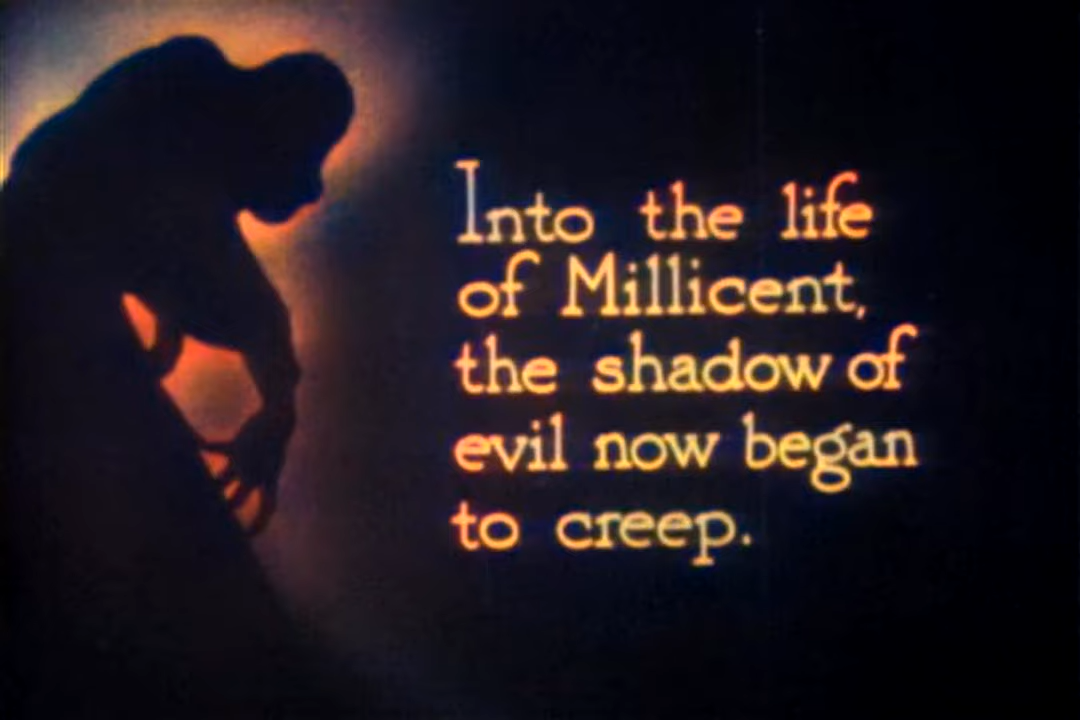 Into the life
of Millicent,
the shadow of
evil now began
to creep.